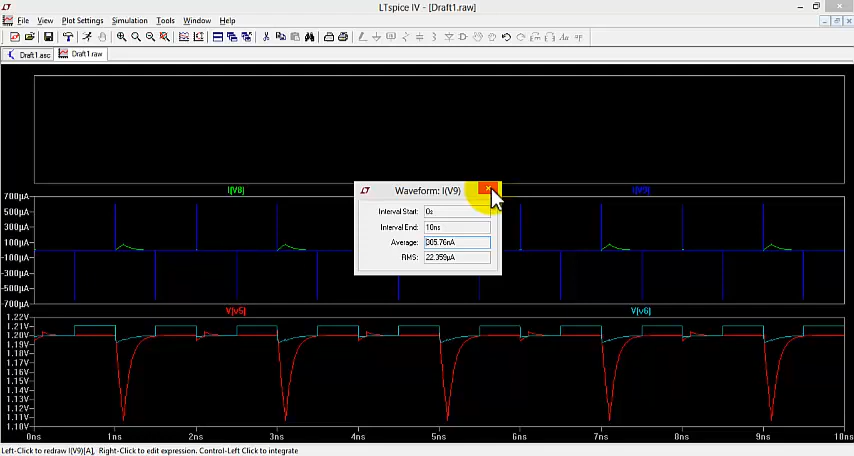 LTspice IV - [Draft1.raw]
File View Plot Settings Simulation Tools Window Help
Draft1.asc Draft1.raw
I(V8) I(V9)
700µA
500µA
300µA
100µA
-100µA
-300µA
-500µA
-700µA
Waveform: I(V9)
Interval Start: 0s
Interval End: 10ns
Average: 805.76nA
RMS: 22.359µA
V(v5) V(v6)
1.22V
1.21V
1.20V
1.19V
1.18V
1.17V
1.16V
1.15V
1.14V
1.13V
1.12V
1.11V
1.10V
0ns 1ns 2ns 3ns 4ns 5ns 6ns 7ns 8ns 9ns 10ns
Left-Click to redraw I(V9)[A], Right-Click to edit expression. Control-Left Click to integrate